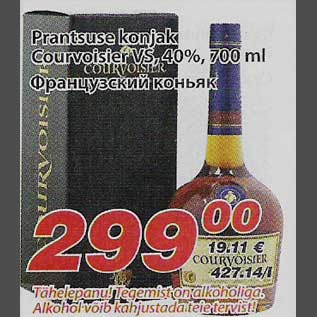 Prantsuse konjak
Courvoisier VS, 40%, 700 ml
Французский коньяк
COURVOISIER
COURVOISI
299 00
19.11 €
COURVOISIER
427.14/l
Tähelepanu! Tegemist on alkoholiga.
Alkohol võib kahjustada teie tervist!